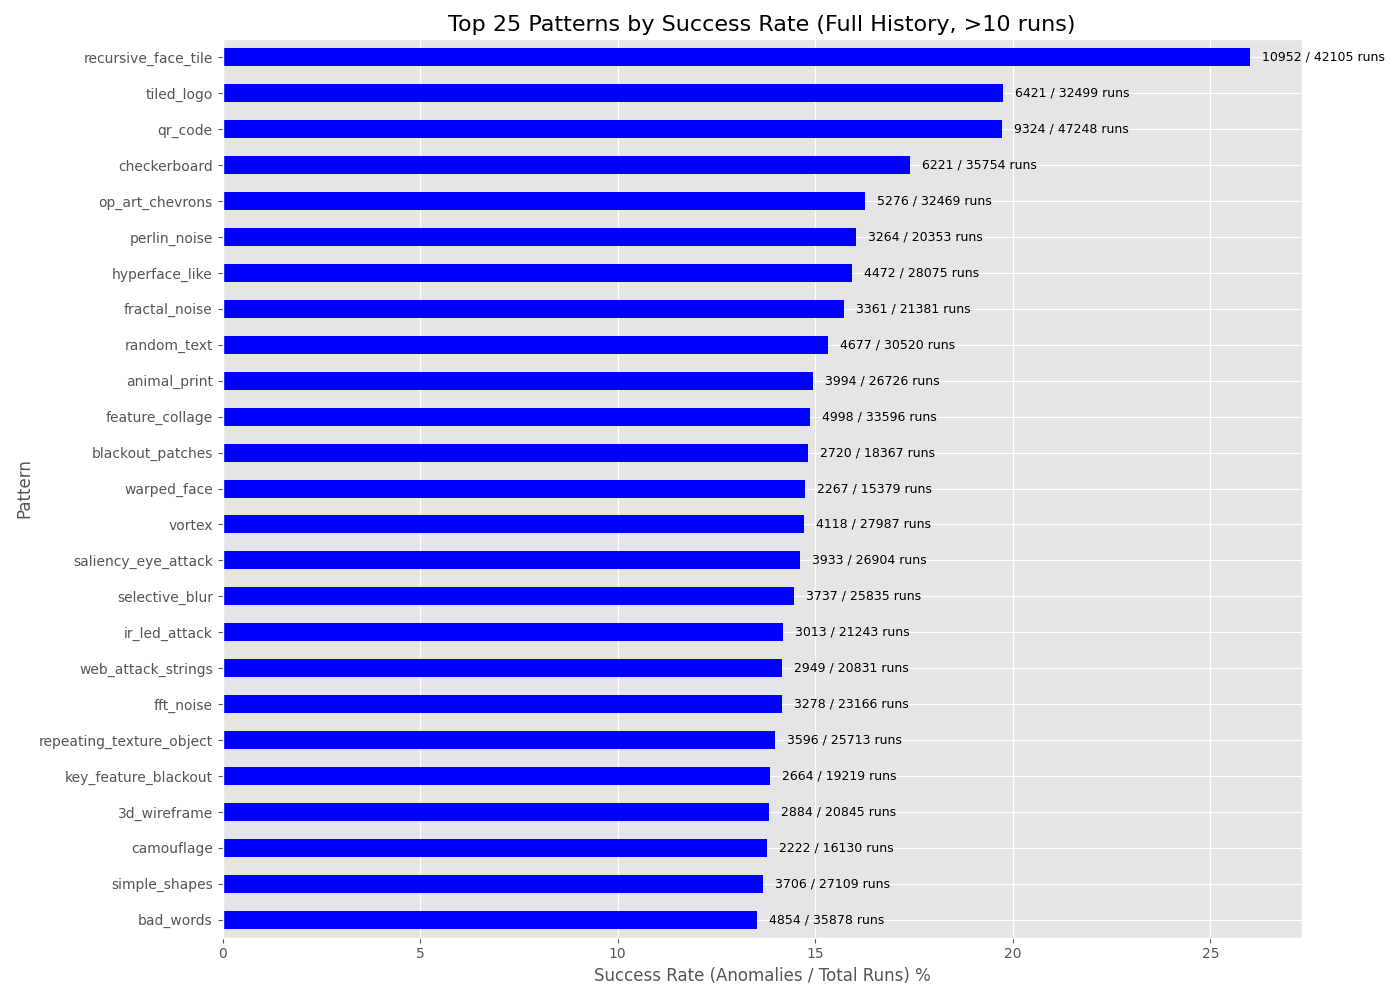 Top 25 Patterns by Success Rate (Full History, >10 runs)
recursive_face_tile 10952 / 42105 runs
tiled_logo 6421 / 32499 runs
qr_code 9324 / 47248 runs
checkerboard 6221 / 35754 runs
op_art_chevrons 5276 / 32469 runs
perlin_noise 3264 / 20353 runs
hyperface_like 4472 / 28075 runs
fractal_noise 3361 / 21381 runs
random_text 4677 / 30520 runs
animal_print 3994 / 26726 runs
feature_collage 4998 / 33596 runs
blackout_patches 2720 / 18367 runs
warped_face 2267 / 15379 runs
vortex 4118 / 27987 runs
saliency_eye_attack 3933 / 26904 runs
selective_blur 3737 / 25835 runs
ir_led_attack 3013 / 21243 runs
web_attack_strings 2949 / 20831 runs
fft_noise 3278 / 23166 runs
repeating_texture_object 3596 / 25713 runs
key_feature_blackout 2664 / 19219 runs
3d_wireframe 2884 / 20845 runs
camouflage 2222 / 16130 runs
simple_shapes 3706 / 27109 runs
bad_words 4854 / 35878 runs
Pattern
0 5 10 15 20 25
Success Rate (Anomalies / Total Runs) %